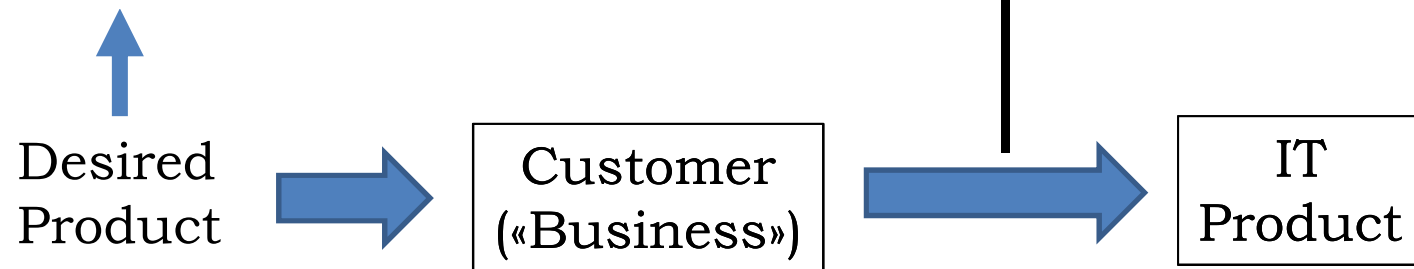 Desired
Product
Customer
(«Business»)
IT
Product